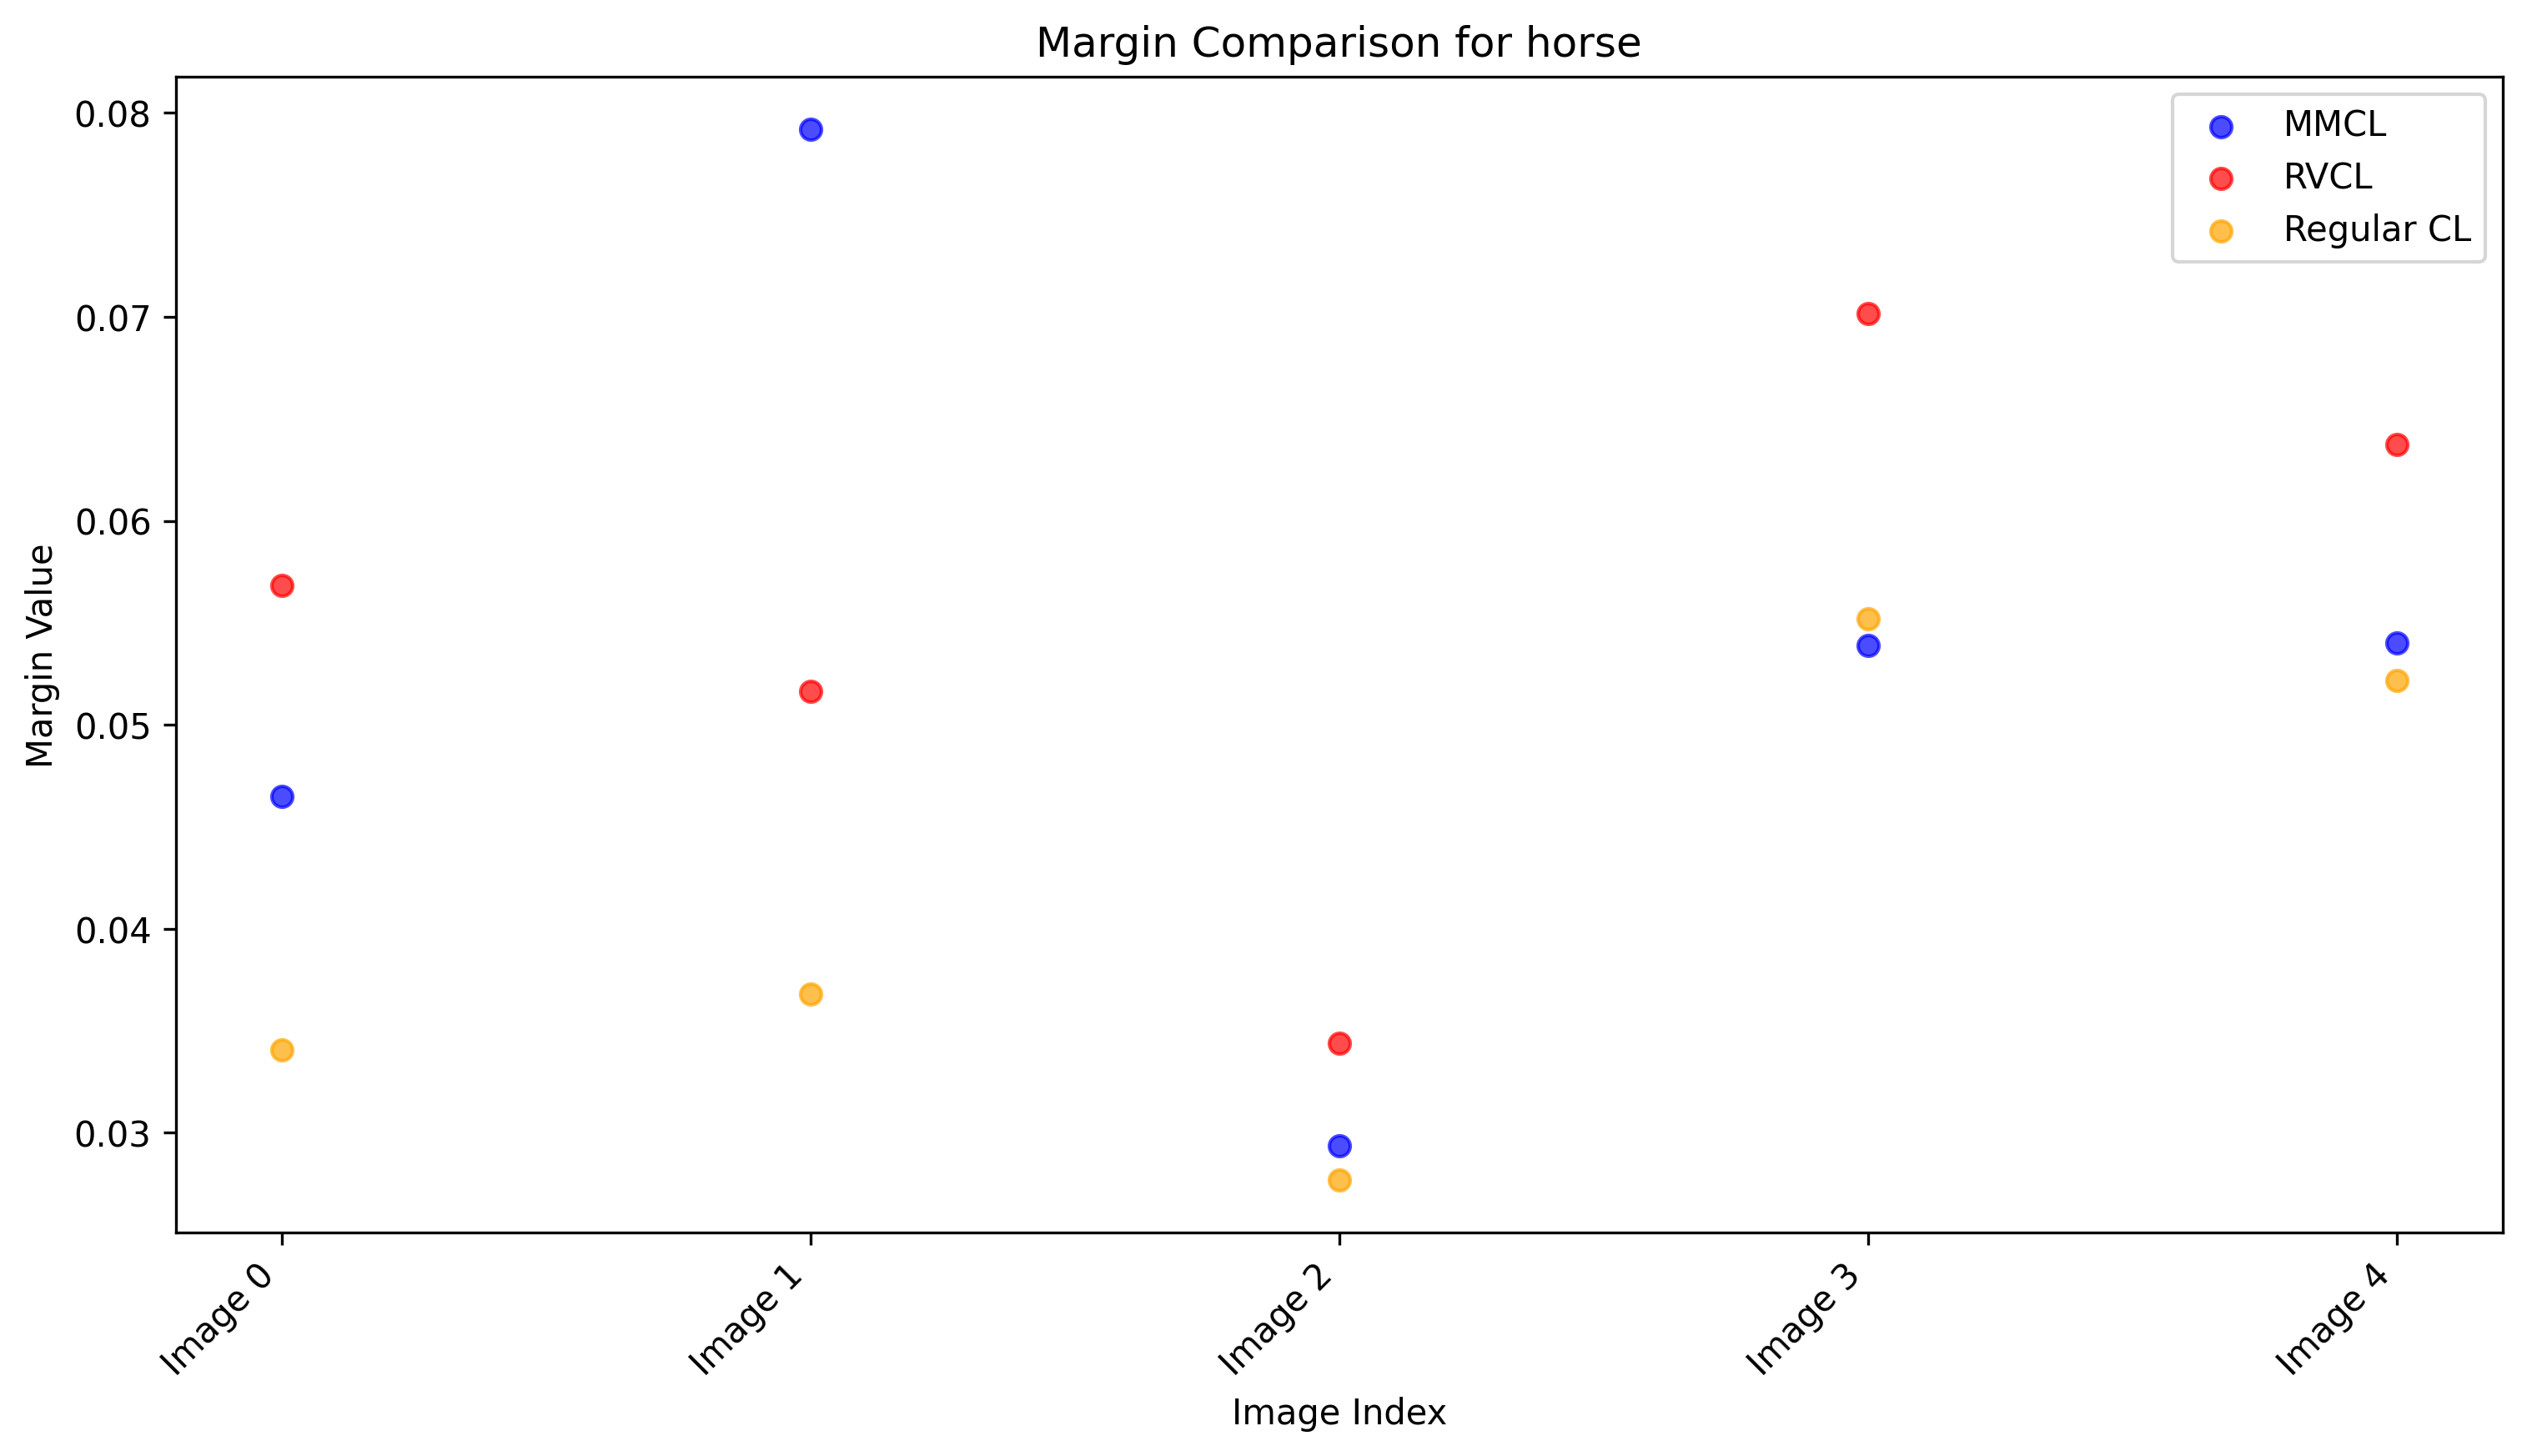 Margin Comparison for horse
MMCL
RVCL
Regular CL
Margin Value
0.08
0.07
0.06
0.05
0.04
0.03
Image 0
Image 1
Image 2
Image 3
Image 4
Image Index